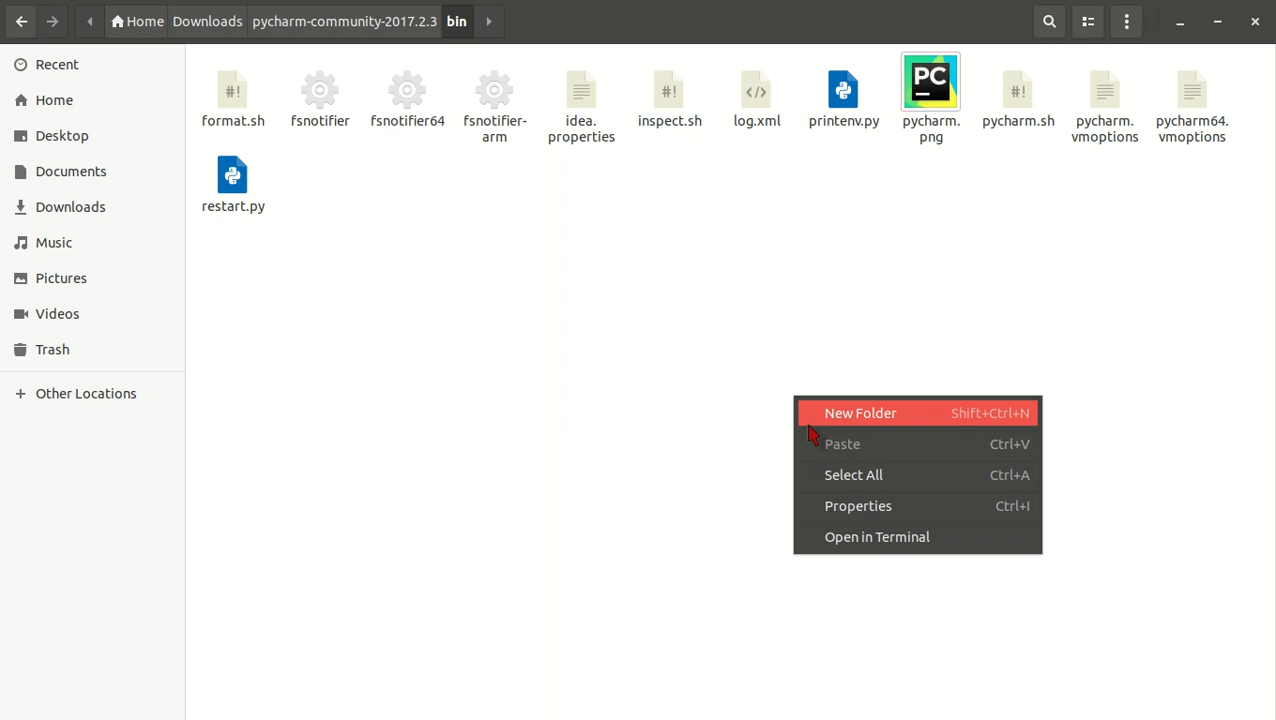 Home Downloads pycharm-community-2017.2.3 bin
Recent
Home
Desktop
Documents
Downloads
Music
Pictures
Videos
Trash
Other Locations
#! #! </> PC #!
format.sh fsnotifier fsnotifier64 fsnotifier- idea. inspect.sh log.xml printenv.py pycharm. pycharm.sh pycharm. pycharm64.
arm properties png vmoptions vmoptions
restart.py
New Folder Shift+Ctrl+N
Paste Ctrl+V
Select All Ctrl+A
Properties Ctrl+I
Open in Terminal